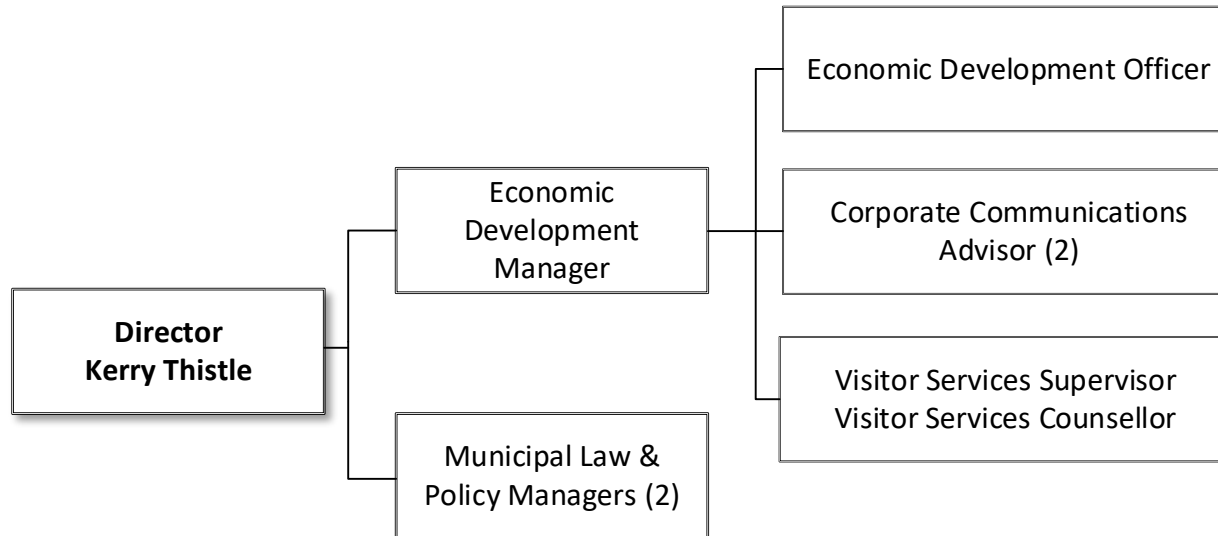 Economic Development Officer
Economic
Development
Manager
Corporate Communications
Advisor (2)
Director
Kerry Thistle
Visitor Services Supervisor
Visitor Services Counsellor
Municipal Law &
Policy Managers (2)